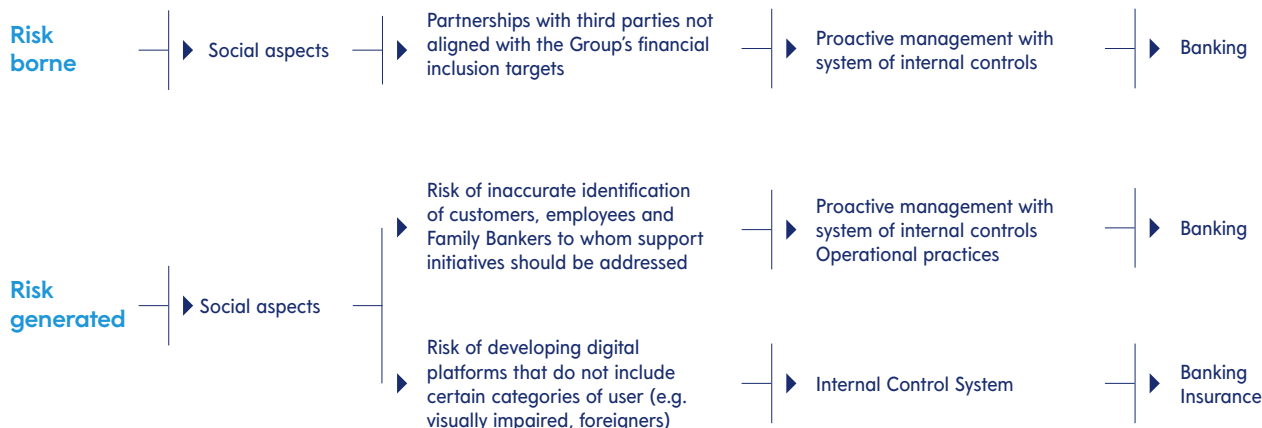 Risk
borne
Social aspects
Partnerships with third parties not
aligned with the Group's financial
inclusion targets
Proactive management with
system of internal controls
Banking
Risk
generated
Social aspects
Risk of inaccurate identification
of customers, employees and
Family Bankers to whom support
initiatives should be addressed
Proactive management with
system of internal controls
Operational practices
Banking
Risk of developing digital
platforms that do not include
certain categories of user (e.g.
visually impaired, foreigners)
Internal Control System
Banking
Insurance